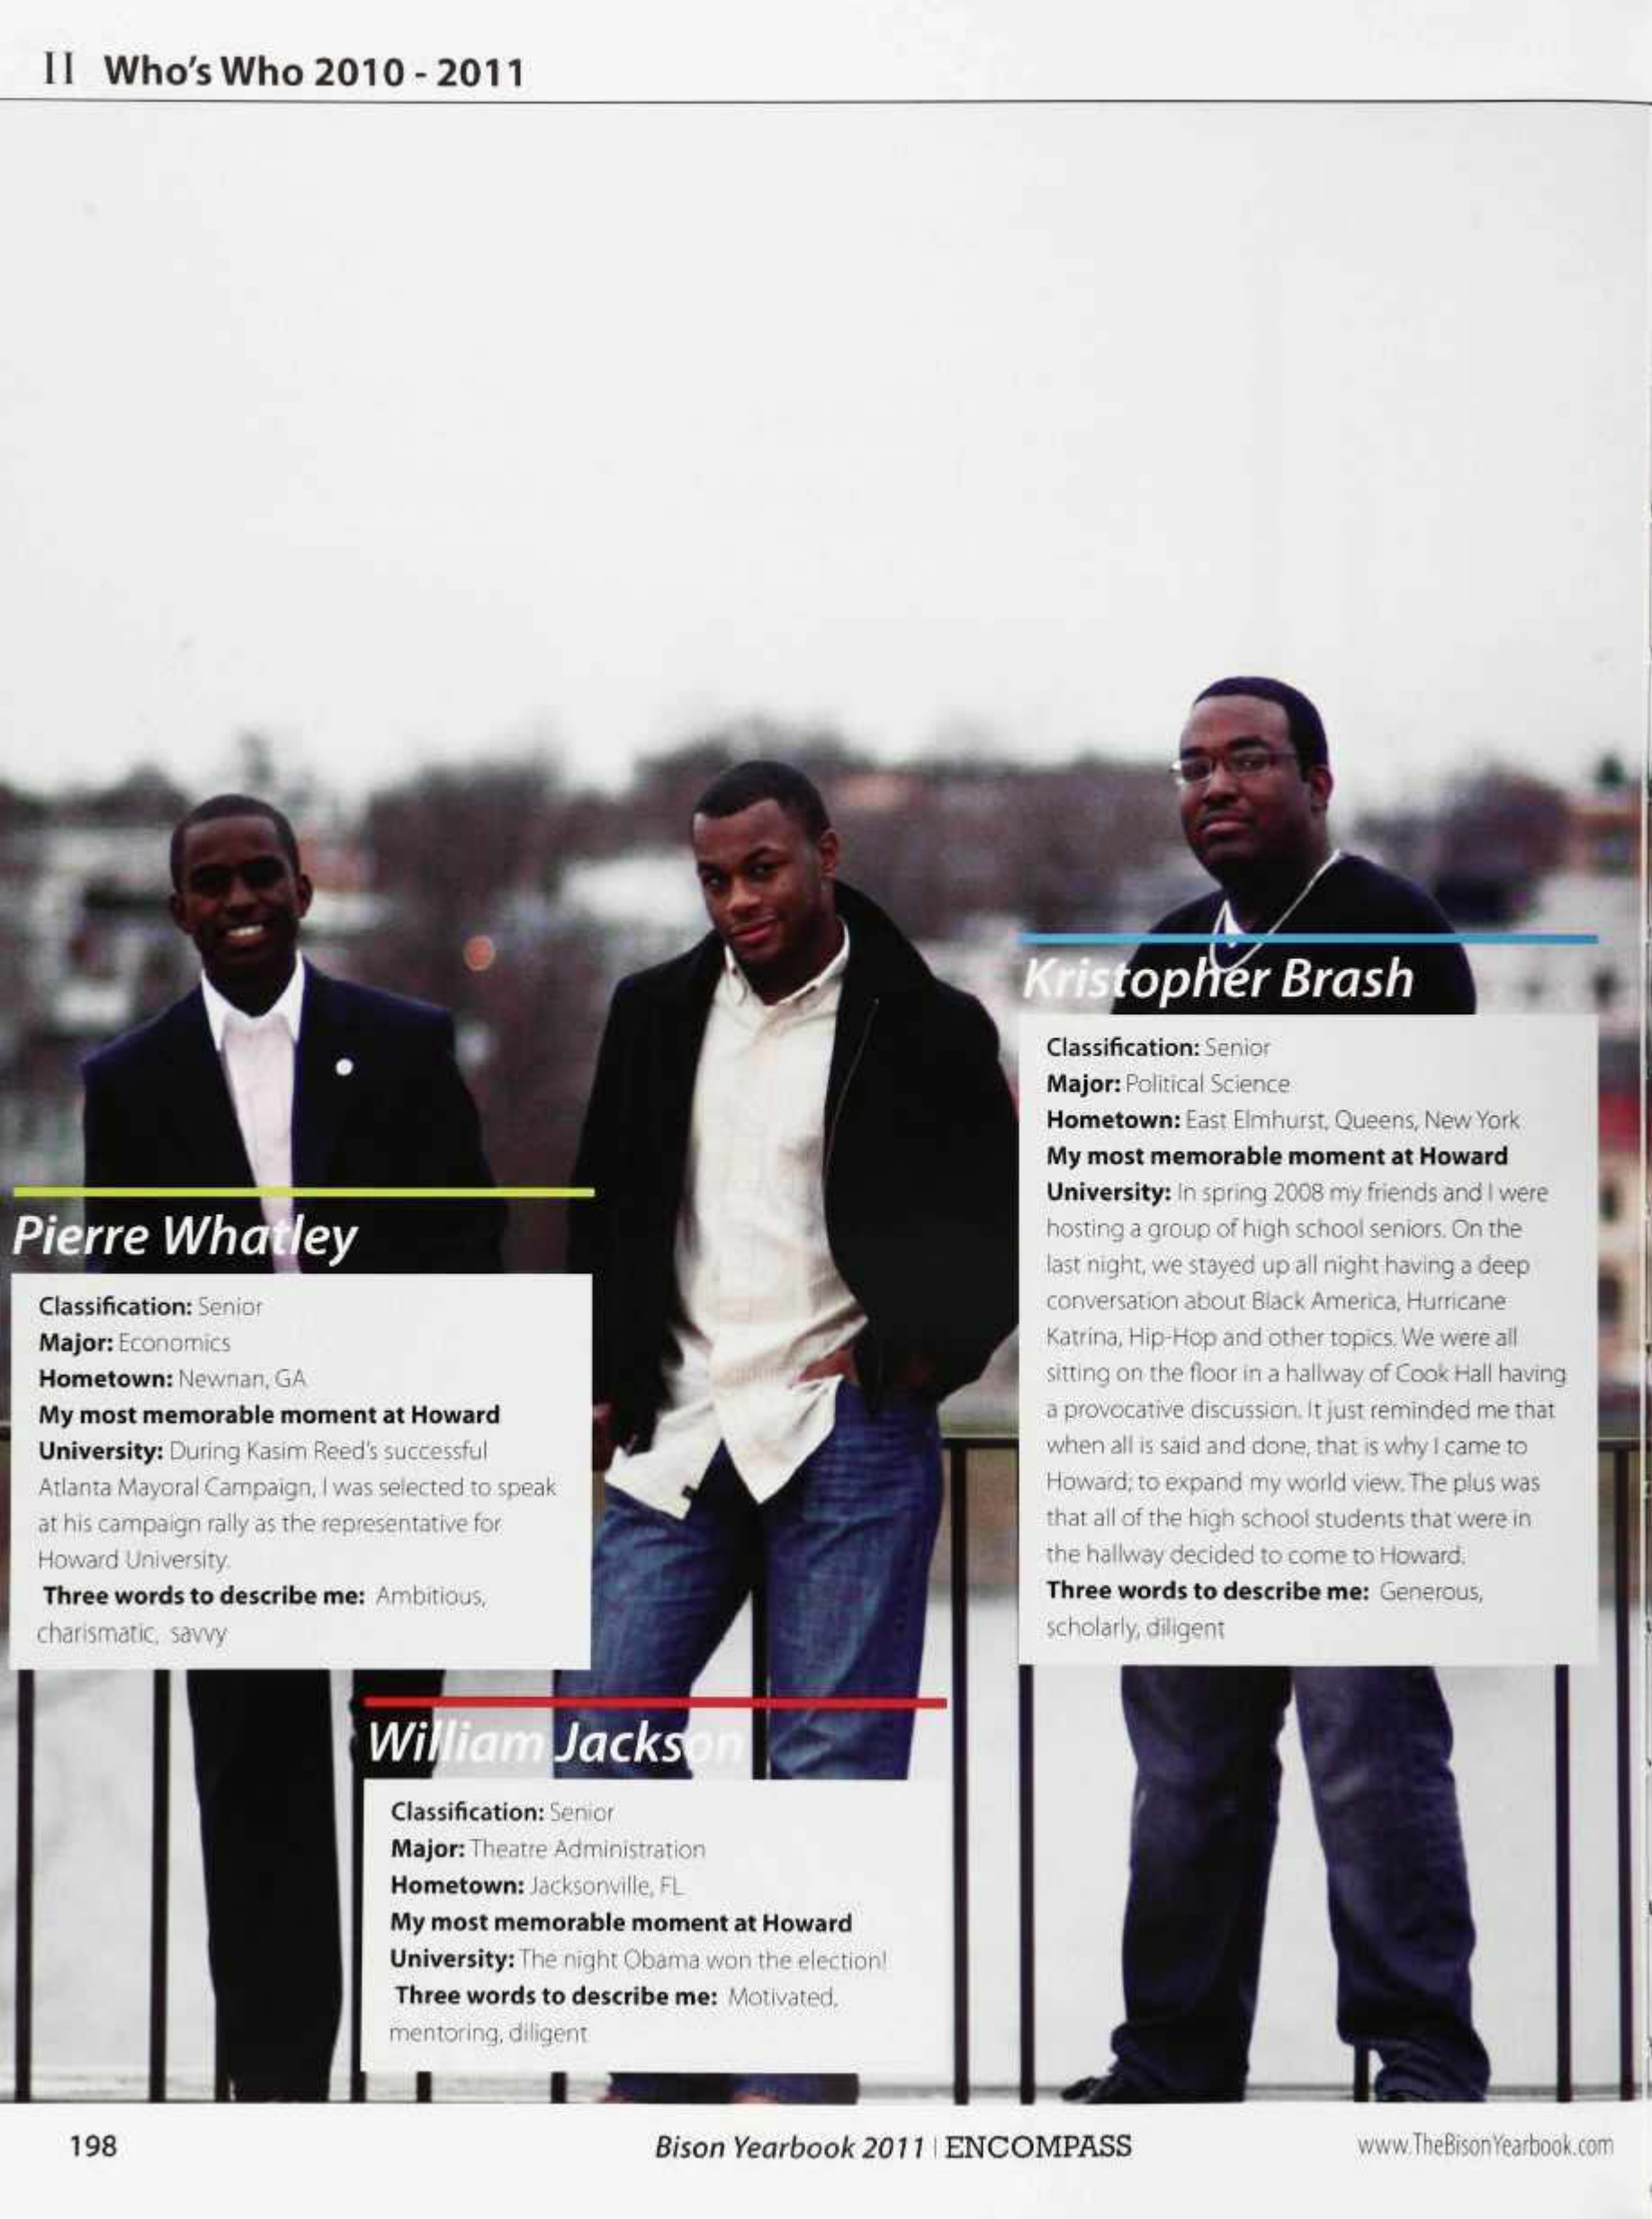 II Who's Who 2010 - 2011
Pierre Whatley
Classification: Senior
Major: Economics
Hometown: Newnan, GA
My most memorable moment at Howard
University: During Kasim Reed's successful
Atlanta Mayoral Campaign, I was selected to speak
at his campaign rally as the representative for
Howard University.
Three words to describe me: Ambitious,
charismatic, savvy
William Jackson
Classification: Senior
Major: Theatre Administration
Hometown: Jacksonville, FL
My most memorable moment at Howard
University: The night Obama won the election!
Three words to describe me: Motivated,
mentoring, diligent
Kristopher Brash
Classification: Senior
Major: Political Science
Hometown: East Elmhurst, Queens, New York
My most memorable moment at Howard
University: In spring 2008 my friends and I were
hosting a group of high school seniors. On the
last night, we stayed up all night having a deep
conversation about Black America, Hurricane
Katrina, Hip-Hop and other topics. We were all
sitting on the floor in a hallway of Cook Hall having
a provocative discussion. It just reminded me that
when all is said and done, that is why I came to
Howard; to expand my world view. The plus was
that all of the high school students that were in
the hallway decided to come to Howard.
Three words to describe me: Generous,
scholarly, diligent
198
Bison Yearbook 2011 | ENCOMPASS
www.TheBisonYearbook.com